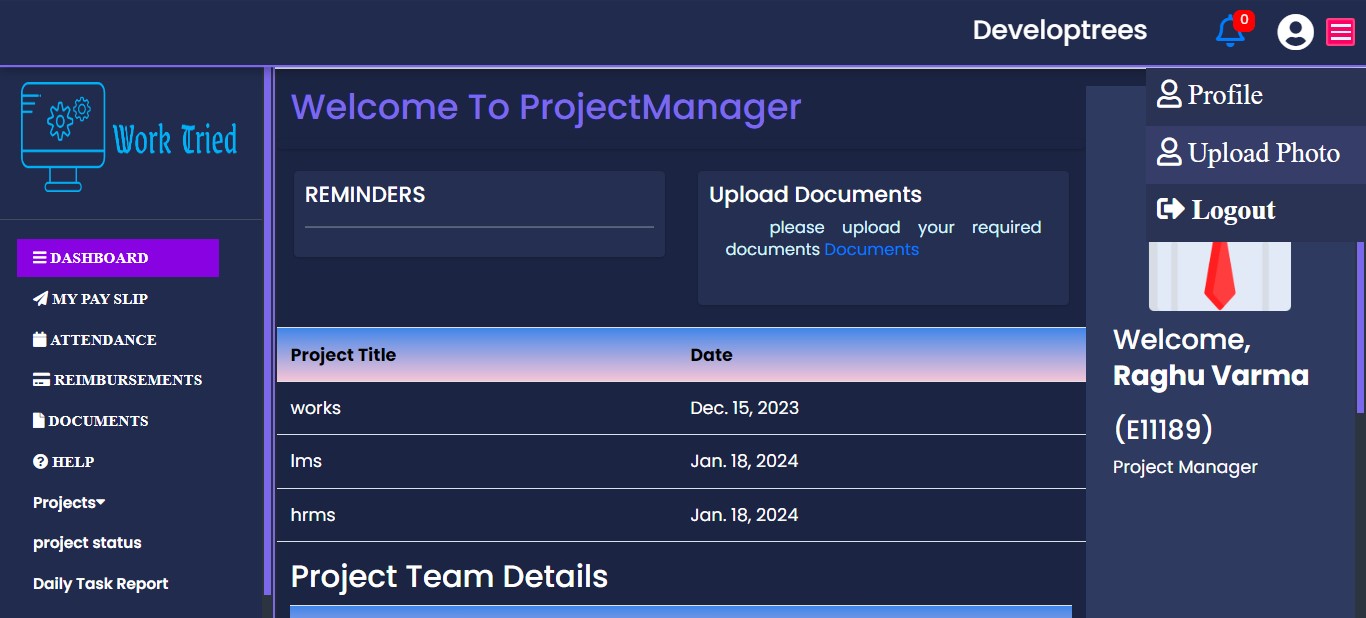 Developtrees
0
Work Tried
DASHBOARD
MY PAY SLIP
ATTENDANCE
REIMBURSEMENTS
DOCUMENTS
HELP
Projects
project status
Daily Task Report
Welcome To ProjectManager
REMINDERS
Upload Documents
please upload your required
documents Documents
Project Title Date
works Dec. 15, 2023
lms Jan. 18, 2024
hrms Jan. 18, 2024
Project Team Details
Profile
Upload Photo
Logout
Welcome,
Raghu Varma
(E11189)
Project Manager